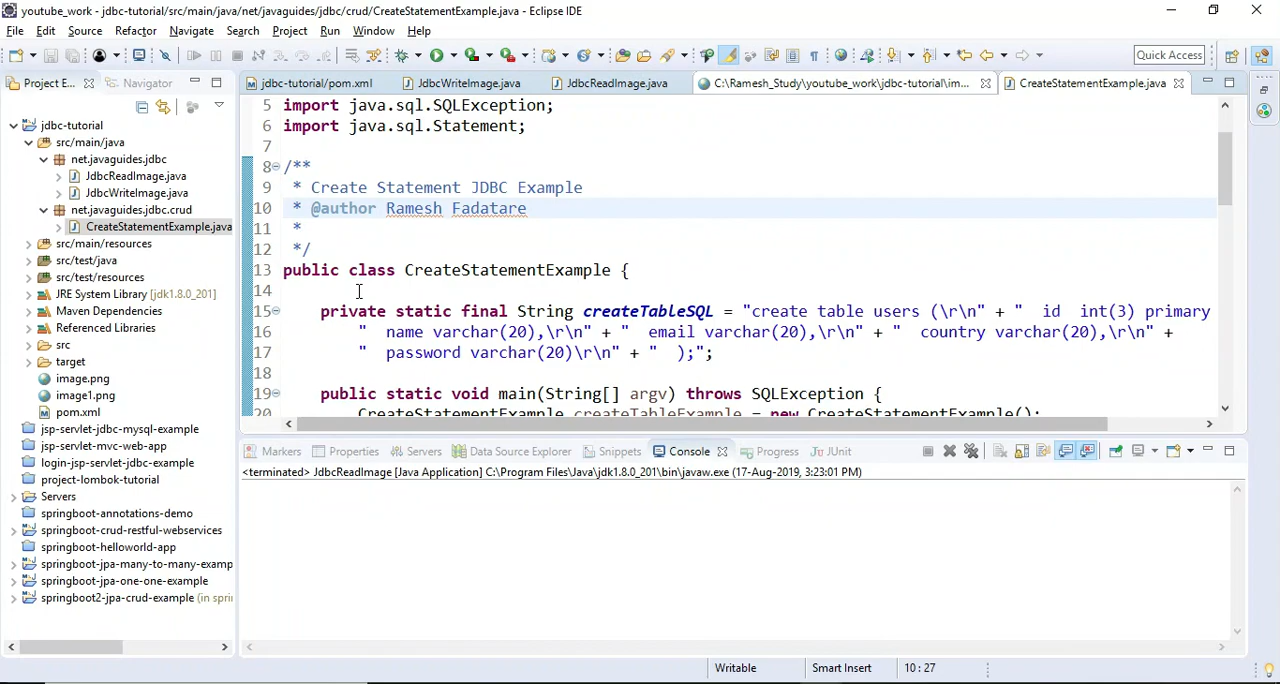 youtube_work - jdbc-tutorial/src/main/java/net/javaguides/jdbc/crud/CreateStatementExample.java - Eclipse IDE
File Edit Source Refactor Navigate Search Project Run Window Help
Quick Access
Project E...
Navigator
jdbc-tutorial/pom.xml
JdbcWriteImage.java
JdbcReadImage.java
C:\Ramesh_Study\youtube_work\jdbc-tutorial\im...
CreateStatementExample.java
jdbc-tutorial
src/main/java
net.javaguides.jdbc
JdbcReadImage.java
JdbcWriteImage.java
net.javaguides.jdbc.crud
CreateStatementExample.java
src/main/resources
src/test/java
src/test/resources
JRE System Library [jdk1.8.0_201]
Maven Dependencies
Referenced Libraries
src
target
image.png
image1.png
pom.xml
jsp-servlet-jdbc-mysql-example
jsp-servlet-mvc-web-app
login-jsp-servlet-jdbc-example
project-lombok-tutorial
Servers
springboot-annotations-demo
springboot-crud-restful-webservices
springboot-helloworld-app
springboot-jpa-many-to-many-examp
springboot-jpa-one-one-example
springboot2-jpa-crud-example (in spri
5 import java.sql.SQLException;
6 import java.sql.Statement;
7
8 /**
9 * Create Statement JDBC Example
10 * @author Ramesh Fadatare
11 *
12 */
13 public class CreateStatementExample {
14
15 private static final String createTableSQL = "create table users (\r\n" + " id int(3) primary
16 " name varchar(20),\r\n" + " email varchar(20),\r\n" + " country varchar(20),\r\n" +
17 " password varchar(20)\r\n" + " );";
18
19 public static void main(String[] argv) throws SQLException {
20 CreateStatementExample createTableExample = new CreateStatementExample();
Markers Properties Servers Data Source Explorer Snippets Console Progress JUnit
<terminated> JdbcReadImage [Java Application] C:\Program Files\Java\jdk1.8.0_201\bin\javaw.exe (17-Aug-2019, 3:23:01 PM)
Writable Smart Insert 10 : 27